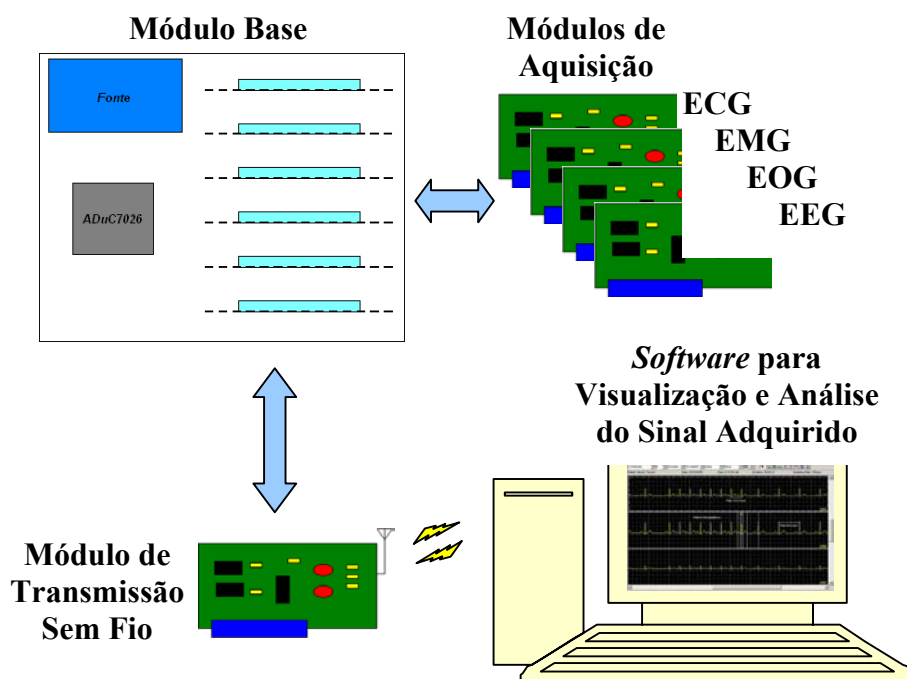 Módulo Base
Fonte
ADuC7026
Módulos de
Aquisição
ECG
EMG
EOG
EEG
Software para
Visualização e Análise
do Sinal Adquirido
Módulo de
Transmissão
Sem Fio